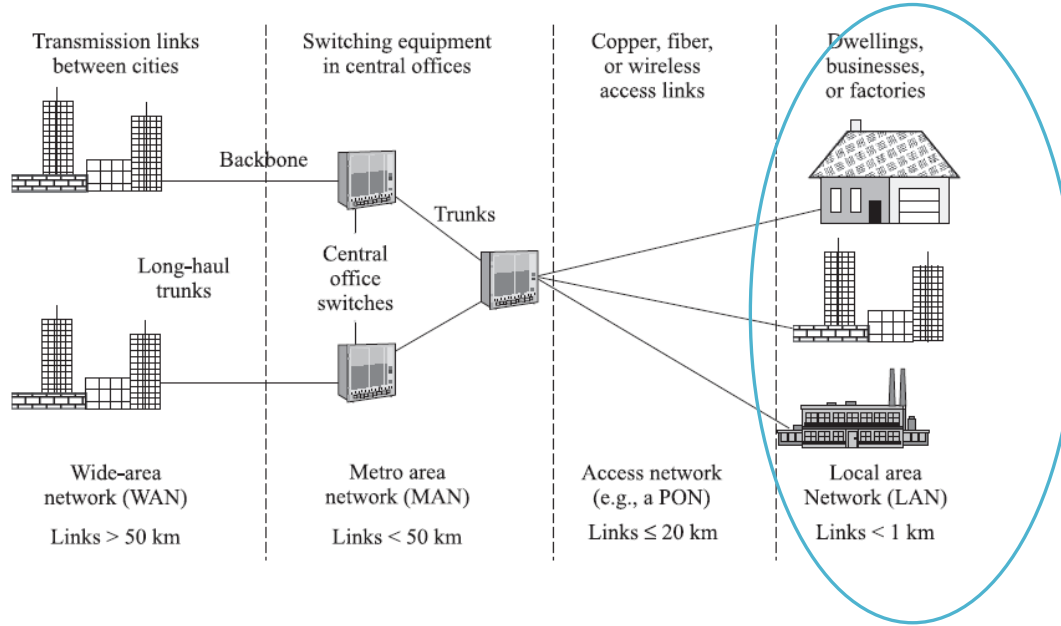 Transmission links
between cities
Switching equipment
in central offices
Copper, fiber,
or wireless
access links
Dwellings,
businesses,
or factories
Backbone
Trunks
Long-haul
trunks
Central
office
switches
Wide-area
network (WAN)
Links > 50 km
Metro area
network (MAN)
Links < 50 km
Access network
(e.g., a PON)
Links ≤ 20 km
Local area
Network (LAN)
Links < 1 km